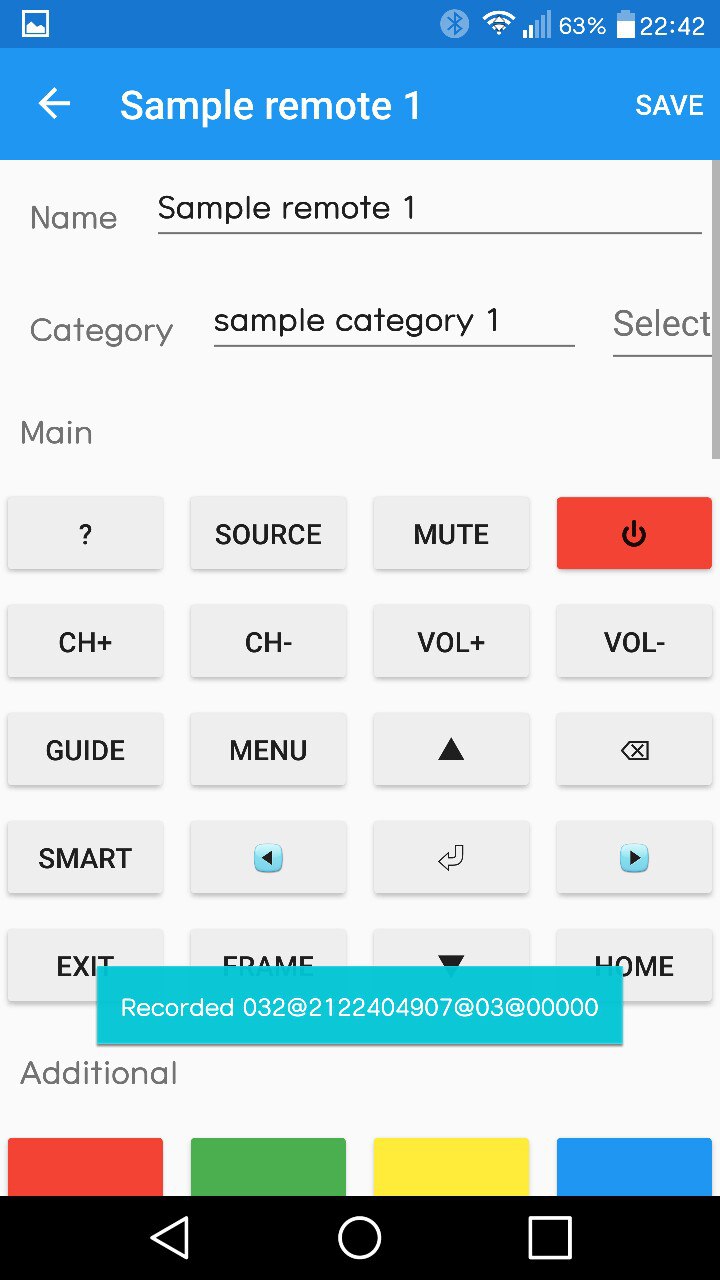 63% 22:42
Sample remote 1 SAVE
Name Sample remote 1
Category sample category 1 Select
Main
? SOURCE MUTE
CH+ CH- VOL+ VOL-
GUIDE MENU
SMART
EXIT FRAME HOME
Recorded 032@2122404907@03@00000
Additional